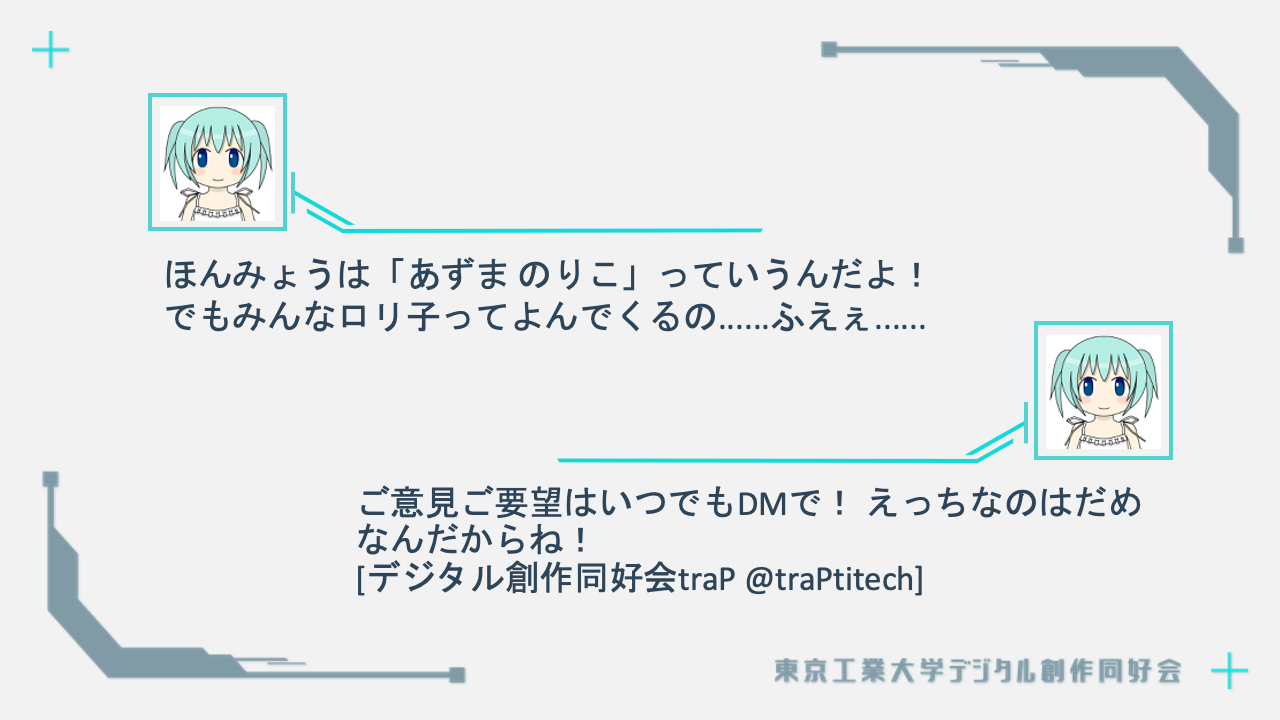 ほんみょうは「あずま のりこ」っていうんだよ！
でもみんなロリ子ってよんでくるの……ふえぇ……
ご意見ご要望はいつでもDMで！ えっちなのはだめ
なんだからね！
[デジタル創作同好会traP @traPtitech]
東京工業大学デジタル創作同好会